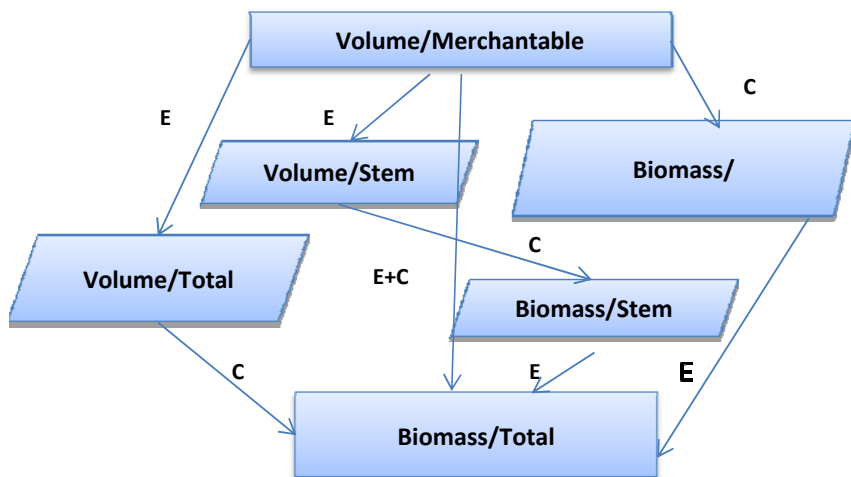 Volume/Merchantable
E
E
C
Volume/Stem
Biomass/
C
Volume/Total
E+C
Biomass/Stem
C
E
E
Biomass/Total